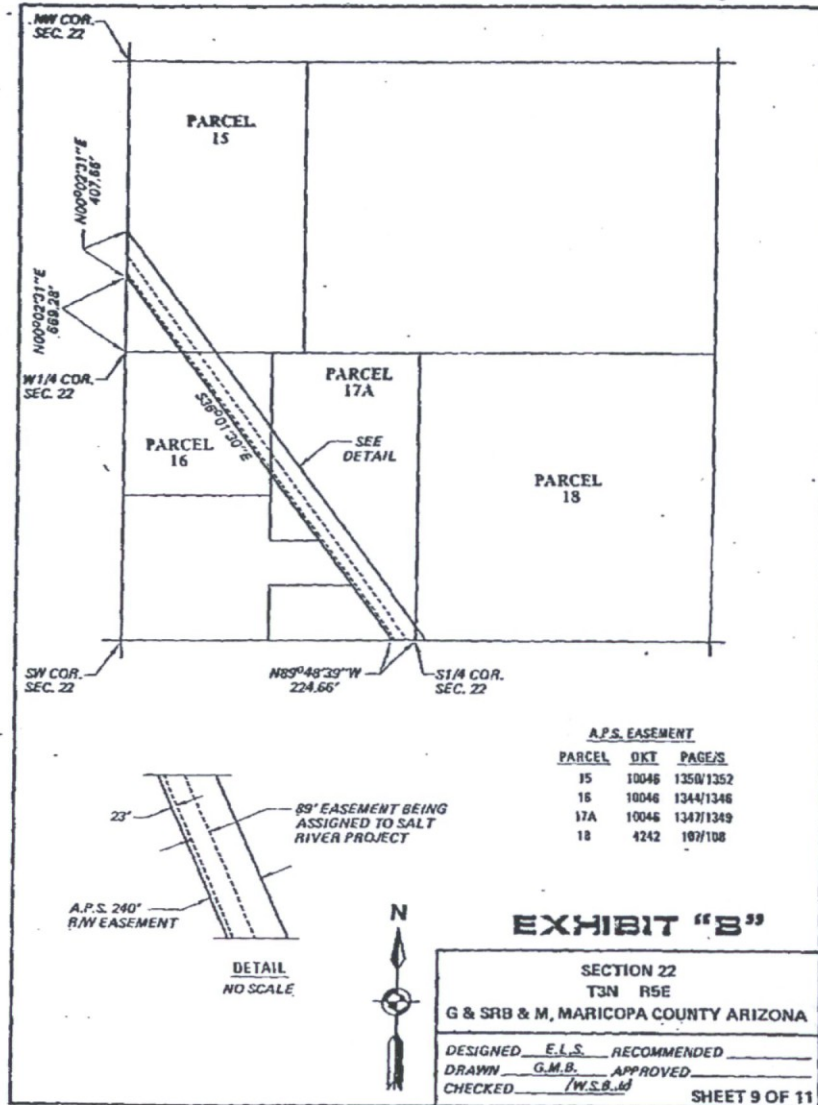 NW COR.
SEC. 22
PARCEL
15
N00°02'31"E
407.66'
N00°02'31"E
669.28'
W1/4 COR.
SEC. 22
PARCEL
17A
S36°01'30"E
SEE
DETAIL
PARCEL
16
PARCEL
18
SW COR.
SEC. 22
N89°48'39"W
224.66'
S1/4 COR.
SEC. 22
A.P.S. EASEMENT
PARCEL DKT PAGE/S
15 10046 1350/1352
16 10046 1344/1346
17A 10046 1347/1349
18 4242 107/108
23'
89' EASEMENT BEING
ASSIGNED TO SALT
RIVER PROJECT
A.P.S. 240'
R/W EASEMENT
DETAIL
NO SCALE
N
EXHIBIT "B"
SECTION 22
T3N R5E
G & SRB & M, MARICOPA COUNTY ARIZONA
DESIGNED E.L.S. RECOMMENDED
DRAWN G.M.B. APPROVED
CHECKED /W.S.B.
SHEET 9 OF 11